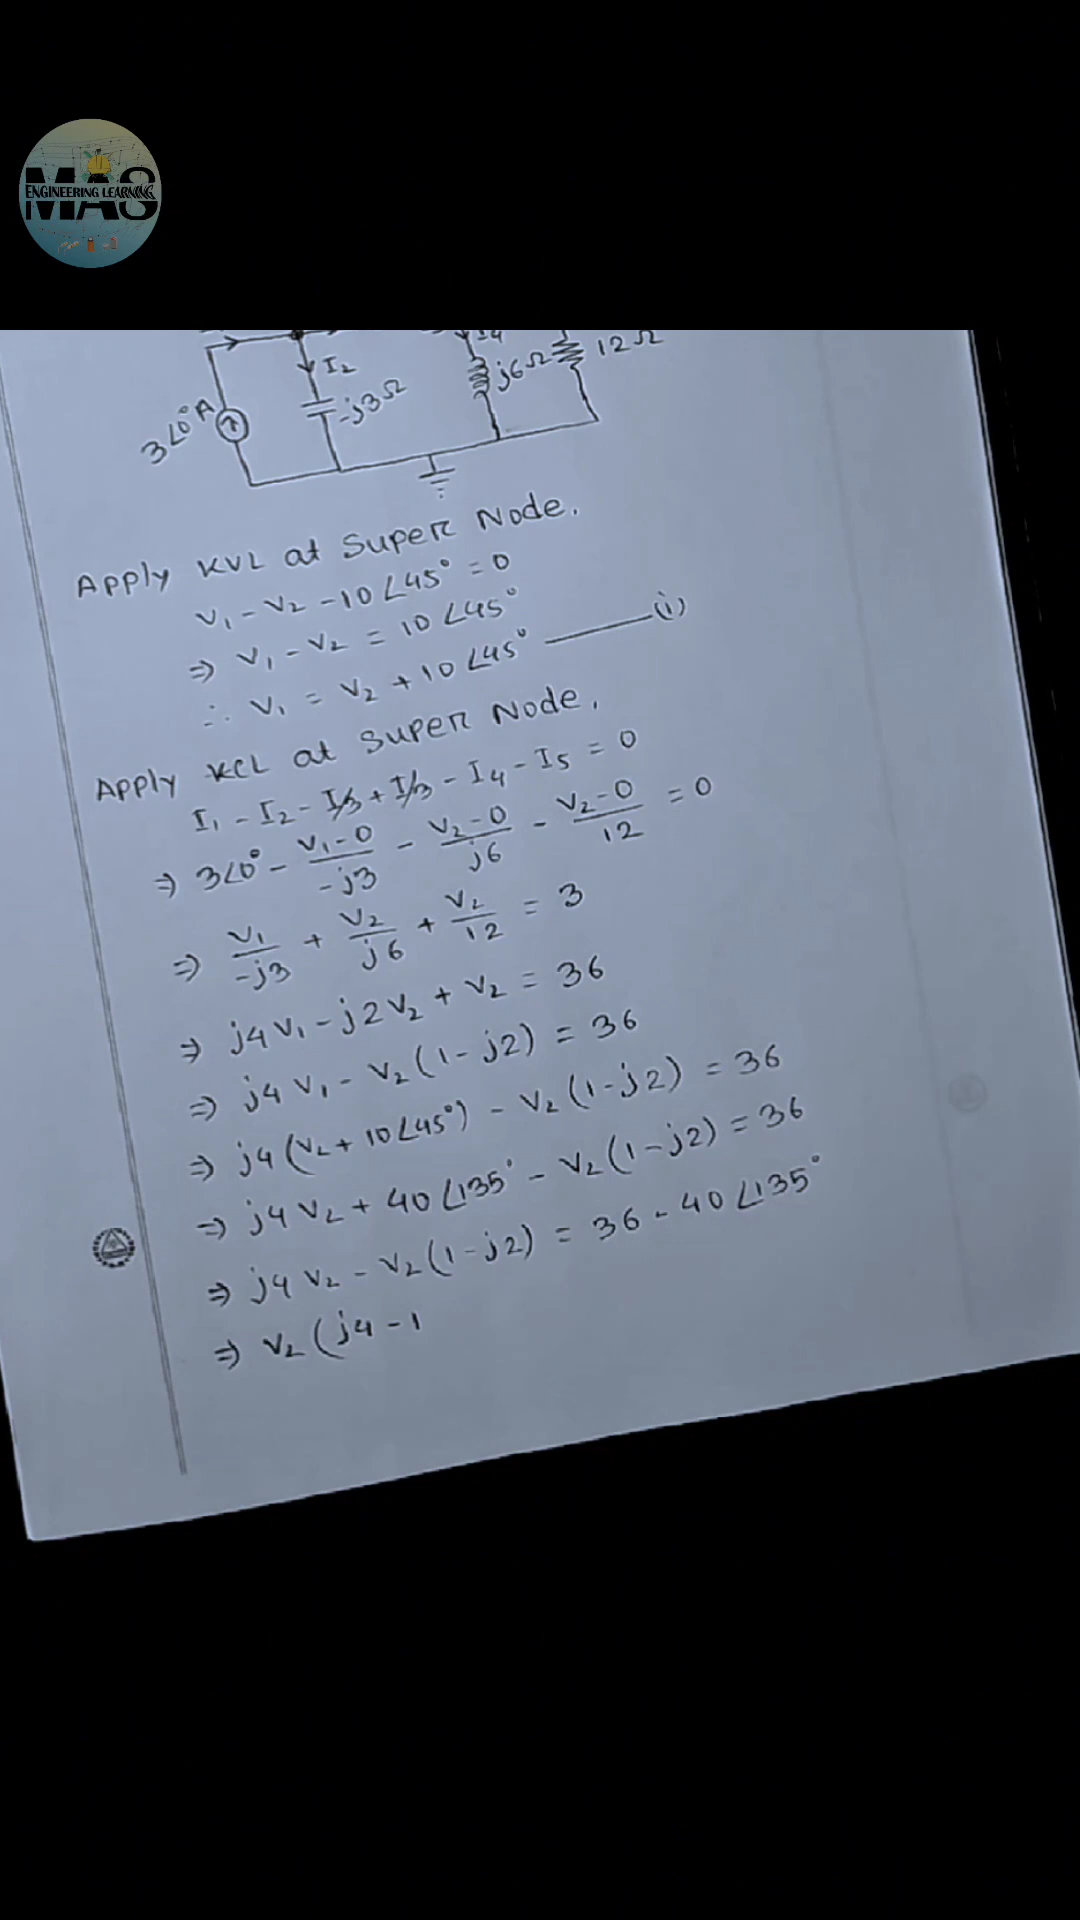 MAS
ENGINEERING LEARNING
I₄
3∠0° A
I₂
-j3Ω
j6Ω
12Ω
Apply KVL at Super Node.
V₁ - V₂ - 10∠45° = 0
⇒ V₁ - V₂ = 10∠45°
∴ V₁ = V₂ + 10∠45° ——— (i)
Apply KCL at Super Node.
I₁ - I₂ - I₃ + I₃ - I₄ - I₅ = 0
⇒ 3∠0° - (V₁-0)/(-j3) - (V₂-0)/(j6) - (V₂-0)/12 = 0
⇒ V₁/(-j3) + V₂/(j6) + V₂/12 = 3
⇒ j4V₁ - j2V₂ + V₂ = 36
⇒ j4V₁ - V₂(1-j2) = 36
⇒ j4(V₂ + 10∠45°) - V₂(1-j2) = 36
⇒ j4V₂ + 40∠135° - V₂(1-j2) = 36
⇒ j4V₂ - V₂(1-j2) = 36 - 40∠135°
⇒ V₂(j4-1